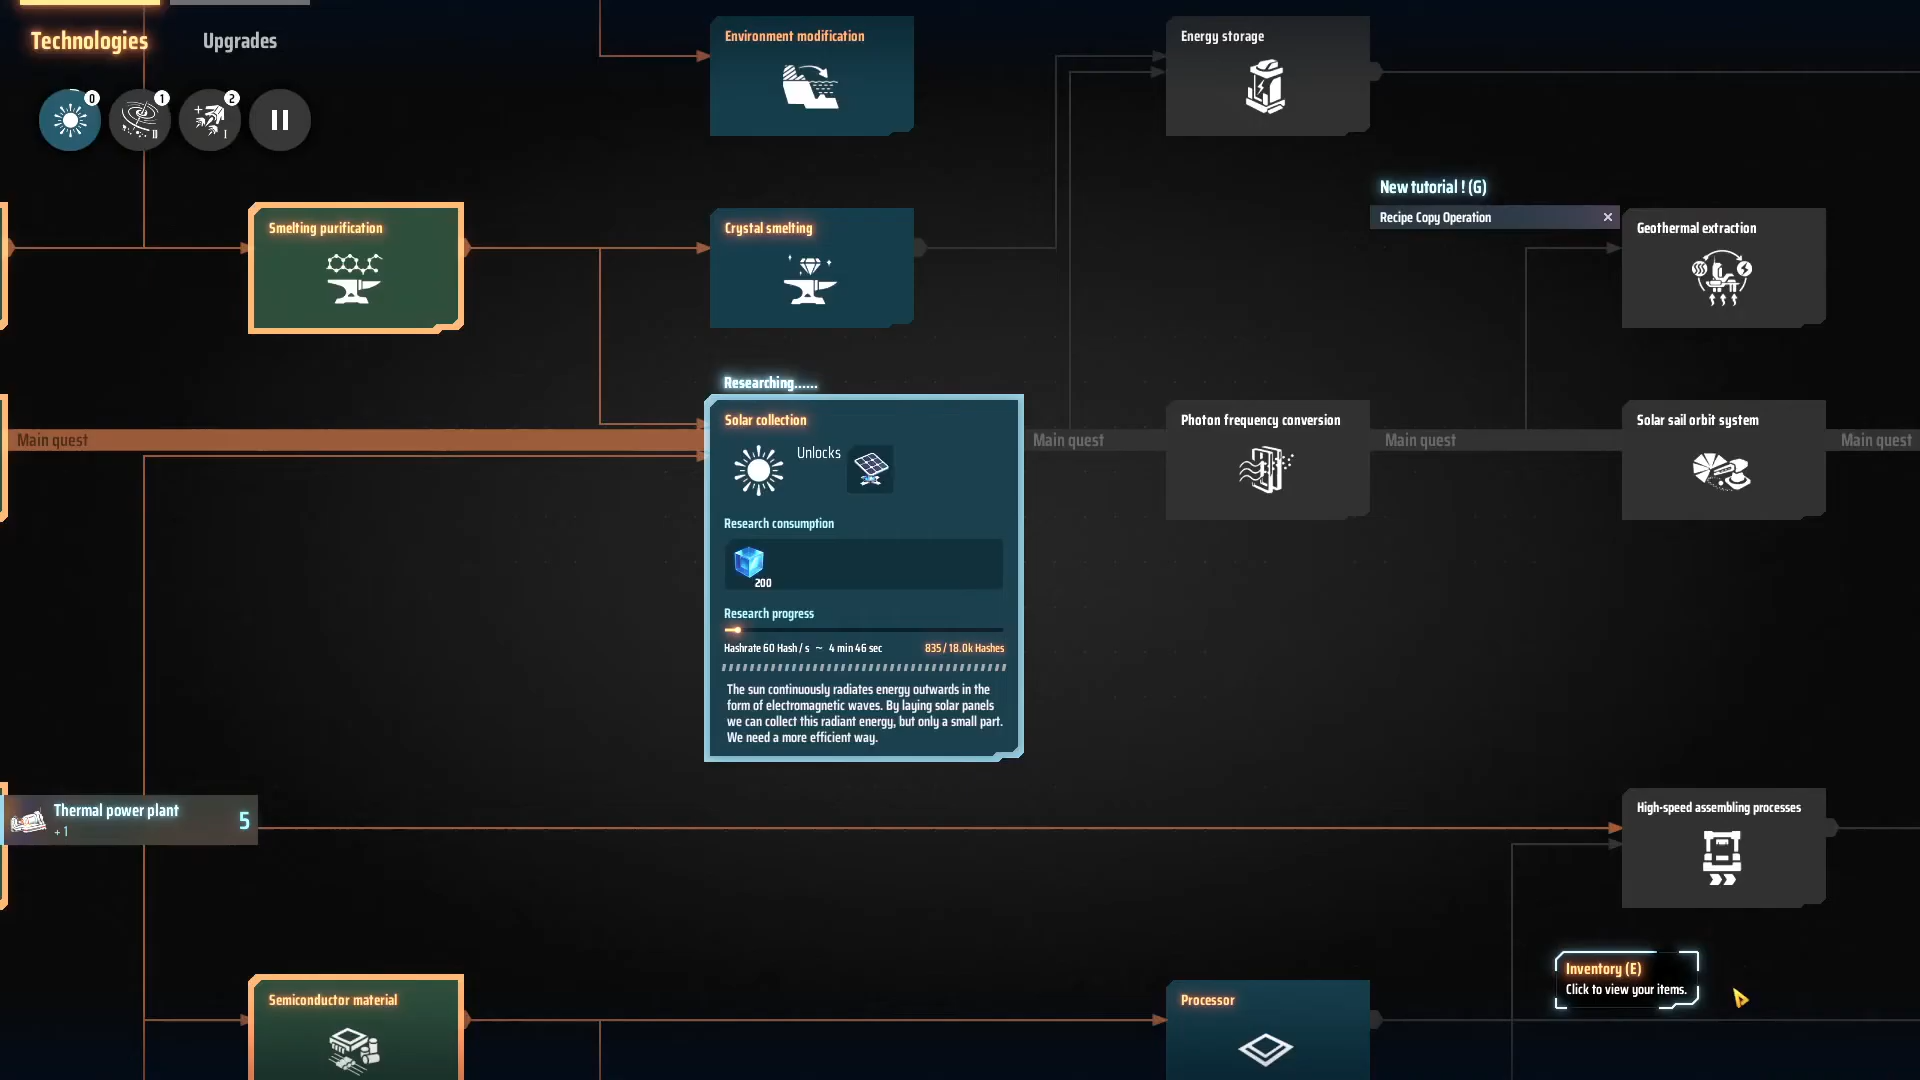 Technologies
Upgrades
0
1
2
II
I
Environment modification
Energy storage
New tutorial ! (G)
Recipe Copy Operation
Smelting purification
Crystal smelting
Geothermal extraction
Researching......
Main quest
Solar collection
Unlocks
Main quest
Photon frequency conversion
Main quest
Solar sail orbit system
Main quest
Research consumption
200
Research progress
Hashrate 60 Hash / s ~ 4 min 46 sec
835 / 18.0k Hashes
The sun continuously radiates energy outwards in the
form of electromagnetic waves. By laying solar panels
we can collect this radiant energy, but only a small part.
We need a more efficient way.
Thermal power plant
+ 1
5
High-speed assembling processes
Inventory (E)
Click to view your items.
Semiconductor material
Processor